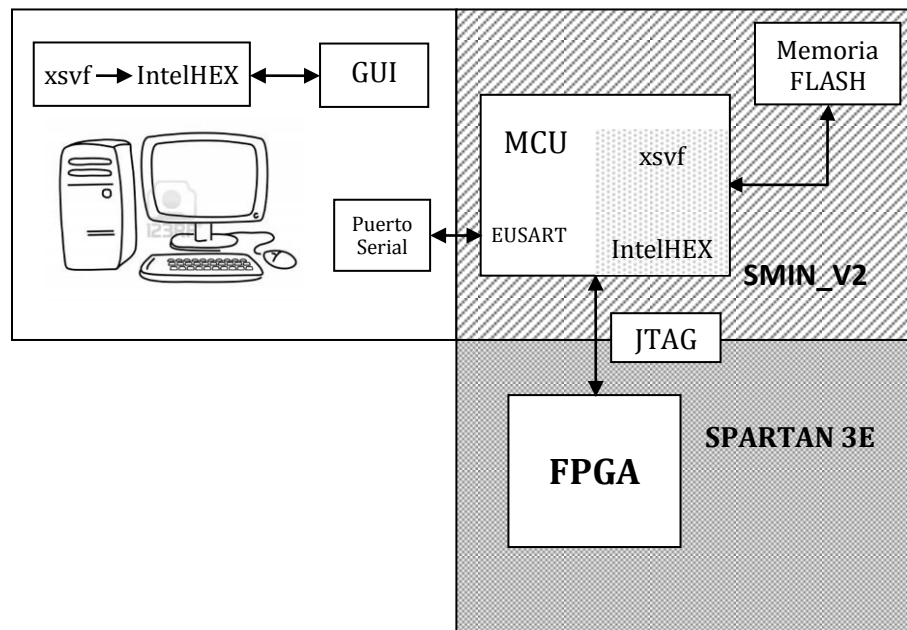 xsvf → IntelHEX
GUI
Puerto
Serial
Memoria
FLASH
MCU
xsvf
EUSART
IntelHEX
SMIN_V2
JTAG
SPARTAN 3E
FPGA